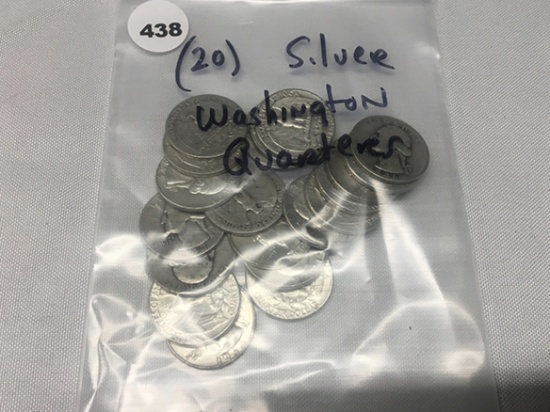 438
(20) Silver
Washington
Quarters